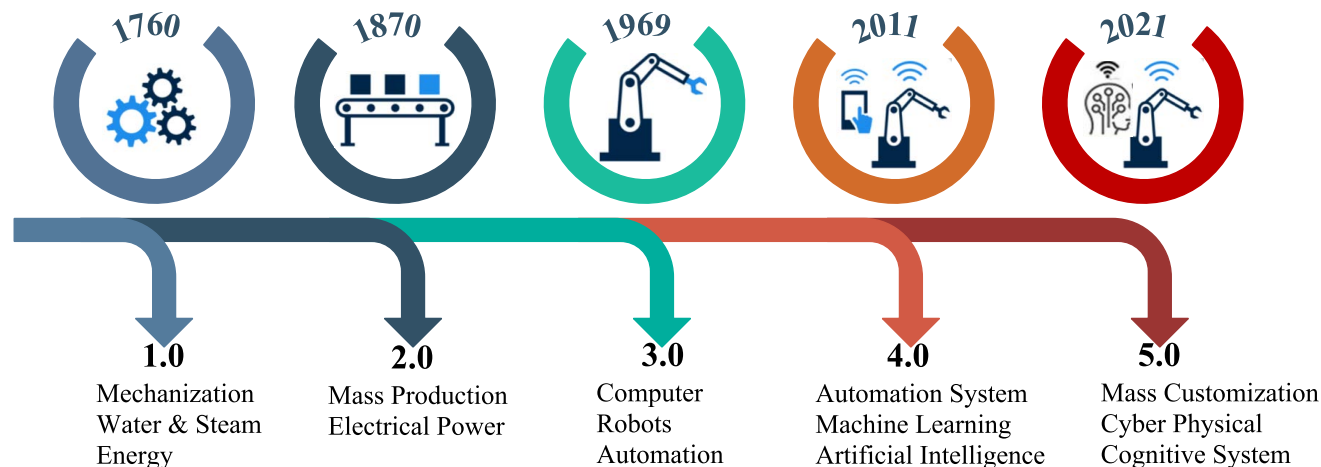 1760
1870
1969
2011
2021
1.0
2.0
3.0
4.0
5.0
Mechanization
Water & Steam
Energy
Mass Production
Electrical Power
Computer
Robots
Automation
Automation System
Machine Learning
Artificial Intelligence
Mass Customization
Cyber Physical
Cognitive System